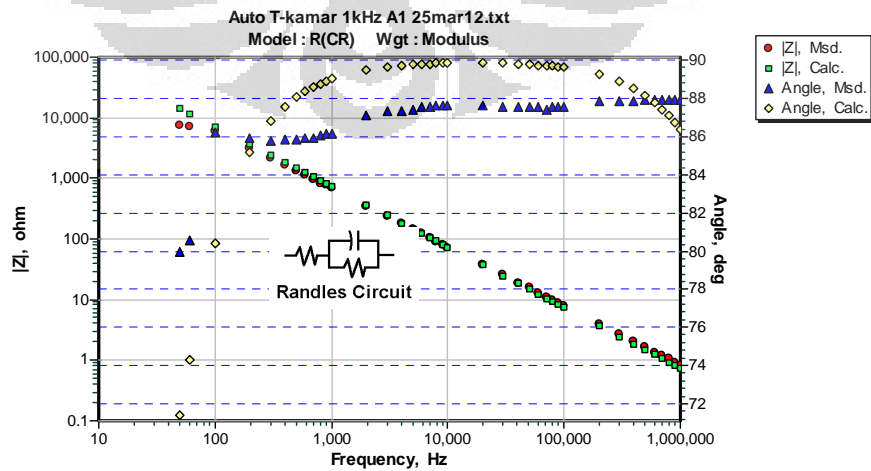 Auto T-kamar 1kHz A1 25mar12.txt
Model : R(CR) Wgt : Modulus
|Z|, Msd.
|Z|, Calc.
Angle, Msd.
Angle, Calc.
|Z|, ohm
100,000
10,000
1,000
100
10
1
0.1
Randles Circuit
90
88
86
84
82
80
78
76
74
72
Angle, deg
10
100
1,000
10,000
100,000
1,000,000
Frequency, Hz